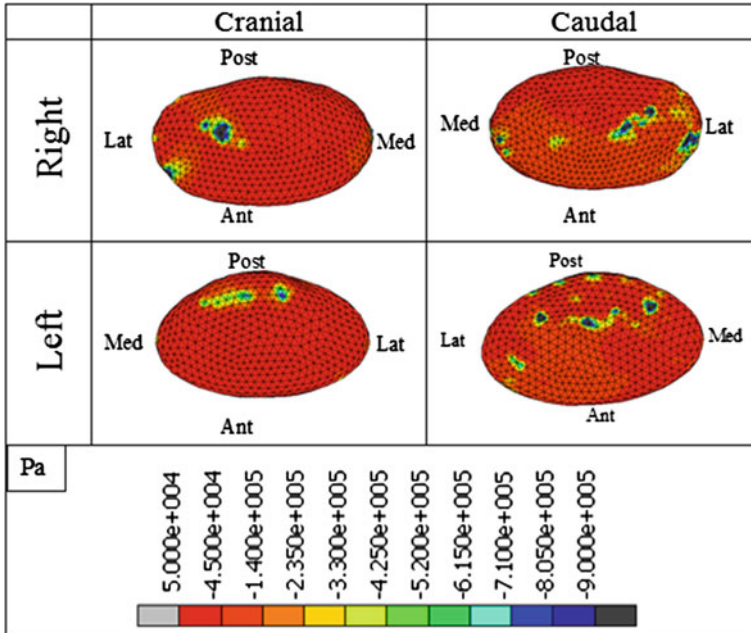 Cranial
Caudal
Right
Post
Lat
Med
Ant
Post
Med
Lat
Ant
Left
Post
Med
Lat
Ant
Post
Lat
Med
Ant
Pa
5.000e+004
-4.500e+004
-1.400e+005
-2.350e+005
-3.300e+005
-4.250e+005
-5.200e+005
-6.150e+005
-7.100e+005
-8.050e+005
-9.000e+005